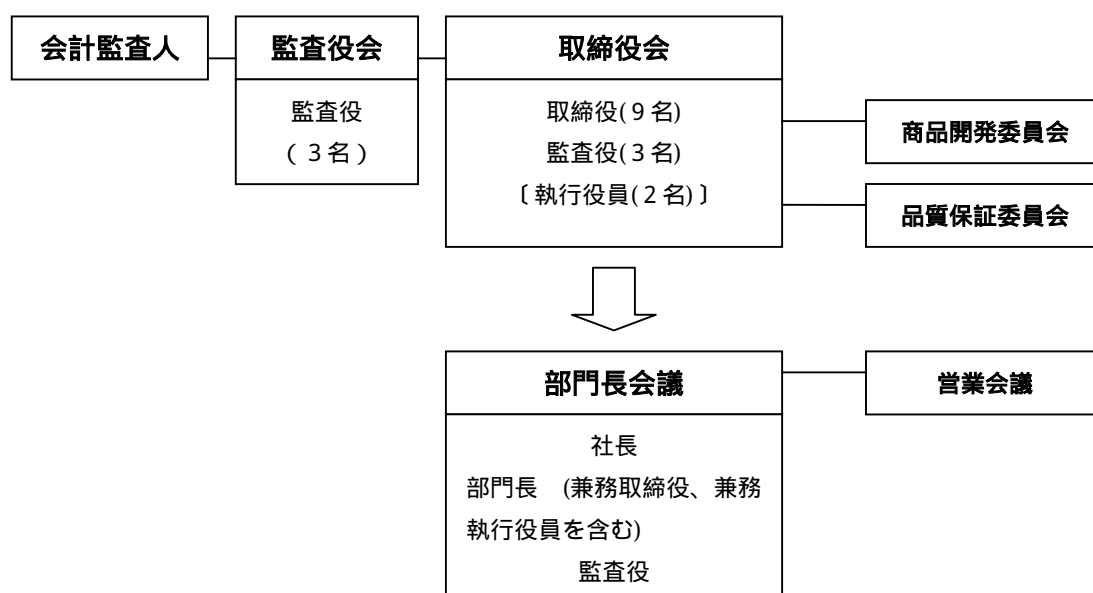 会計監査人
監査役会
取締役会
監査役
(3名)
取締役(9名)
監査役(3名)
〔執行役員(2名)〕
商品開発委員会
品質保証委員会
部門長会議
営業会議
社長
部門長 (兼務取締役、兼務
執行役員を含む)
監査役